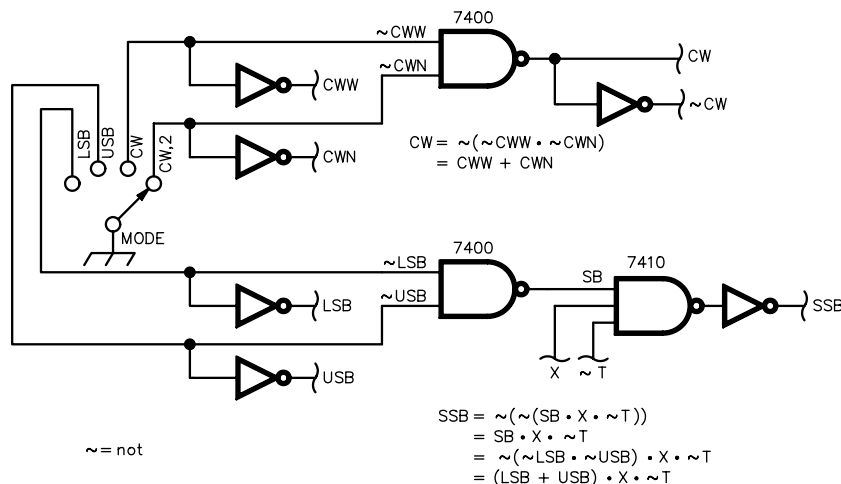 7400
~CWW
CW
CWW
~CWN
~CW
LSB
USB
CW
CW,2
CWN
CW = ~(~CWW • ~CWN)
= CWW + CWN
MODE
7400
~LSB
SB
7410
LSB
~USB
SSB
USB
X
~T
SSB = ~(~(SB • X • ~T))
= SB • X • ~T
= ~(~LSB • ~USB) • X • ~T
= (LSB + USB) • X • ~T
~= not